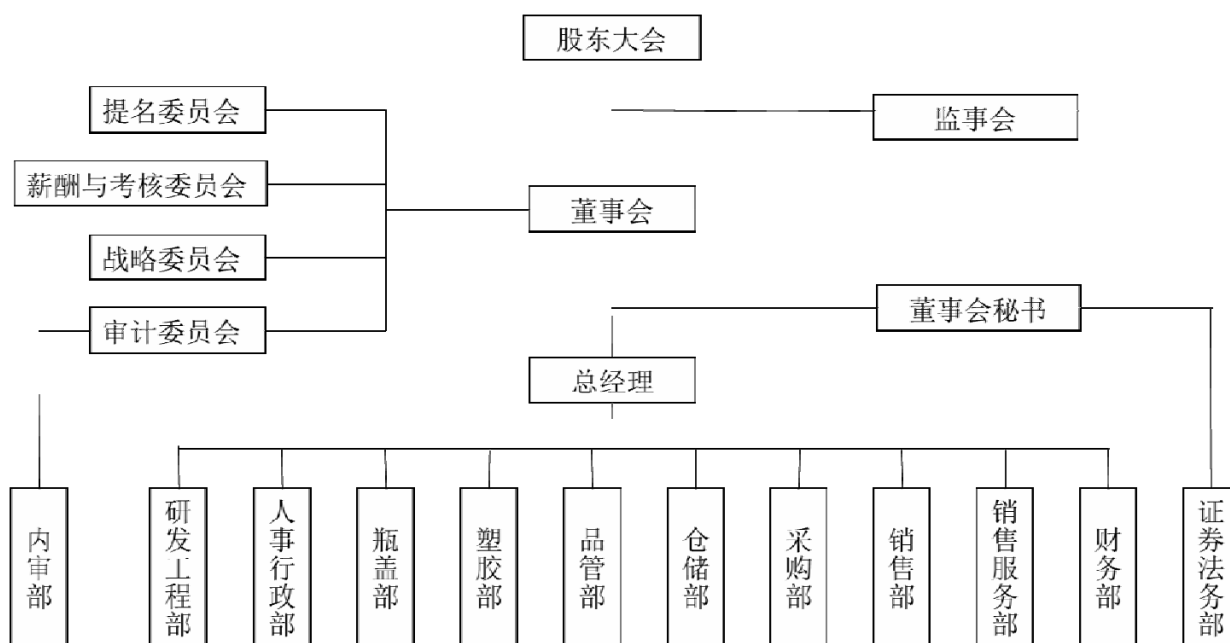 股东大会
提名委员会
监事会
薪酬与考核委员会
董事会
战略委员会
董事会秘书
审计委员会
总经理
内审部
研发工程部
人事行政部
瓶盖部
塑胶部
品管部
仓储部
采购部
销售部
销售服务部
财务部
证券法务部